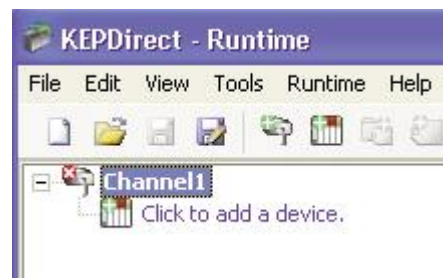 KEPDirect - Runtime
File Edit View Tools Runtime Help
Channel1
Click to add a device.